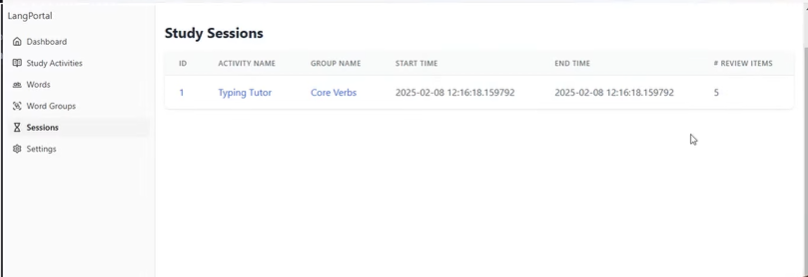 LangPortal
Dashboard
Study Activities
Words
Word Groups
Sessions
Settings
Study Sessions
ID ACTIVITY NAME GROUP NAME START TIME END TIME # REVIEW ITEMS
1 Typing Tutor Core Verbs 2025-02-08 12:16:18.159792 2025-02-08 12:16:18.159792 5